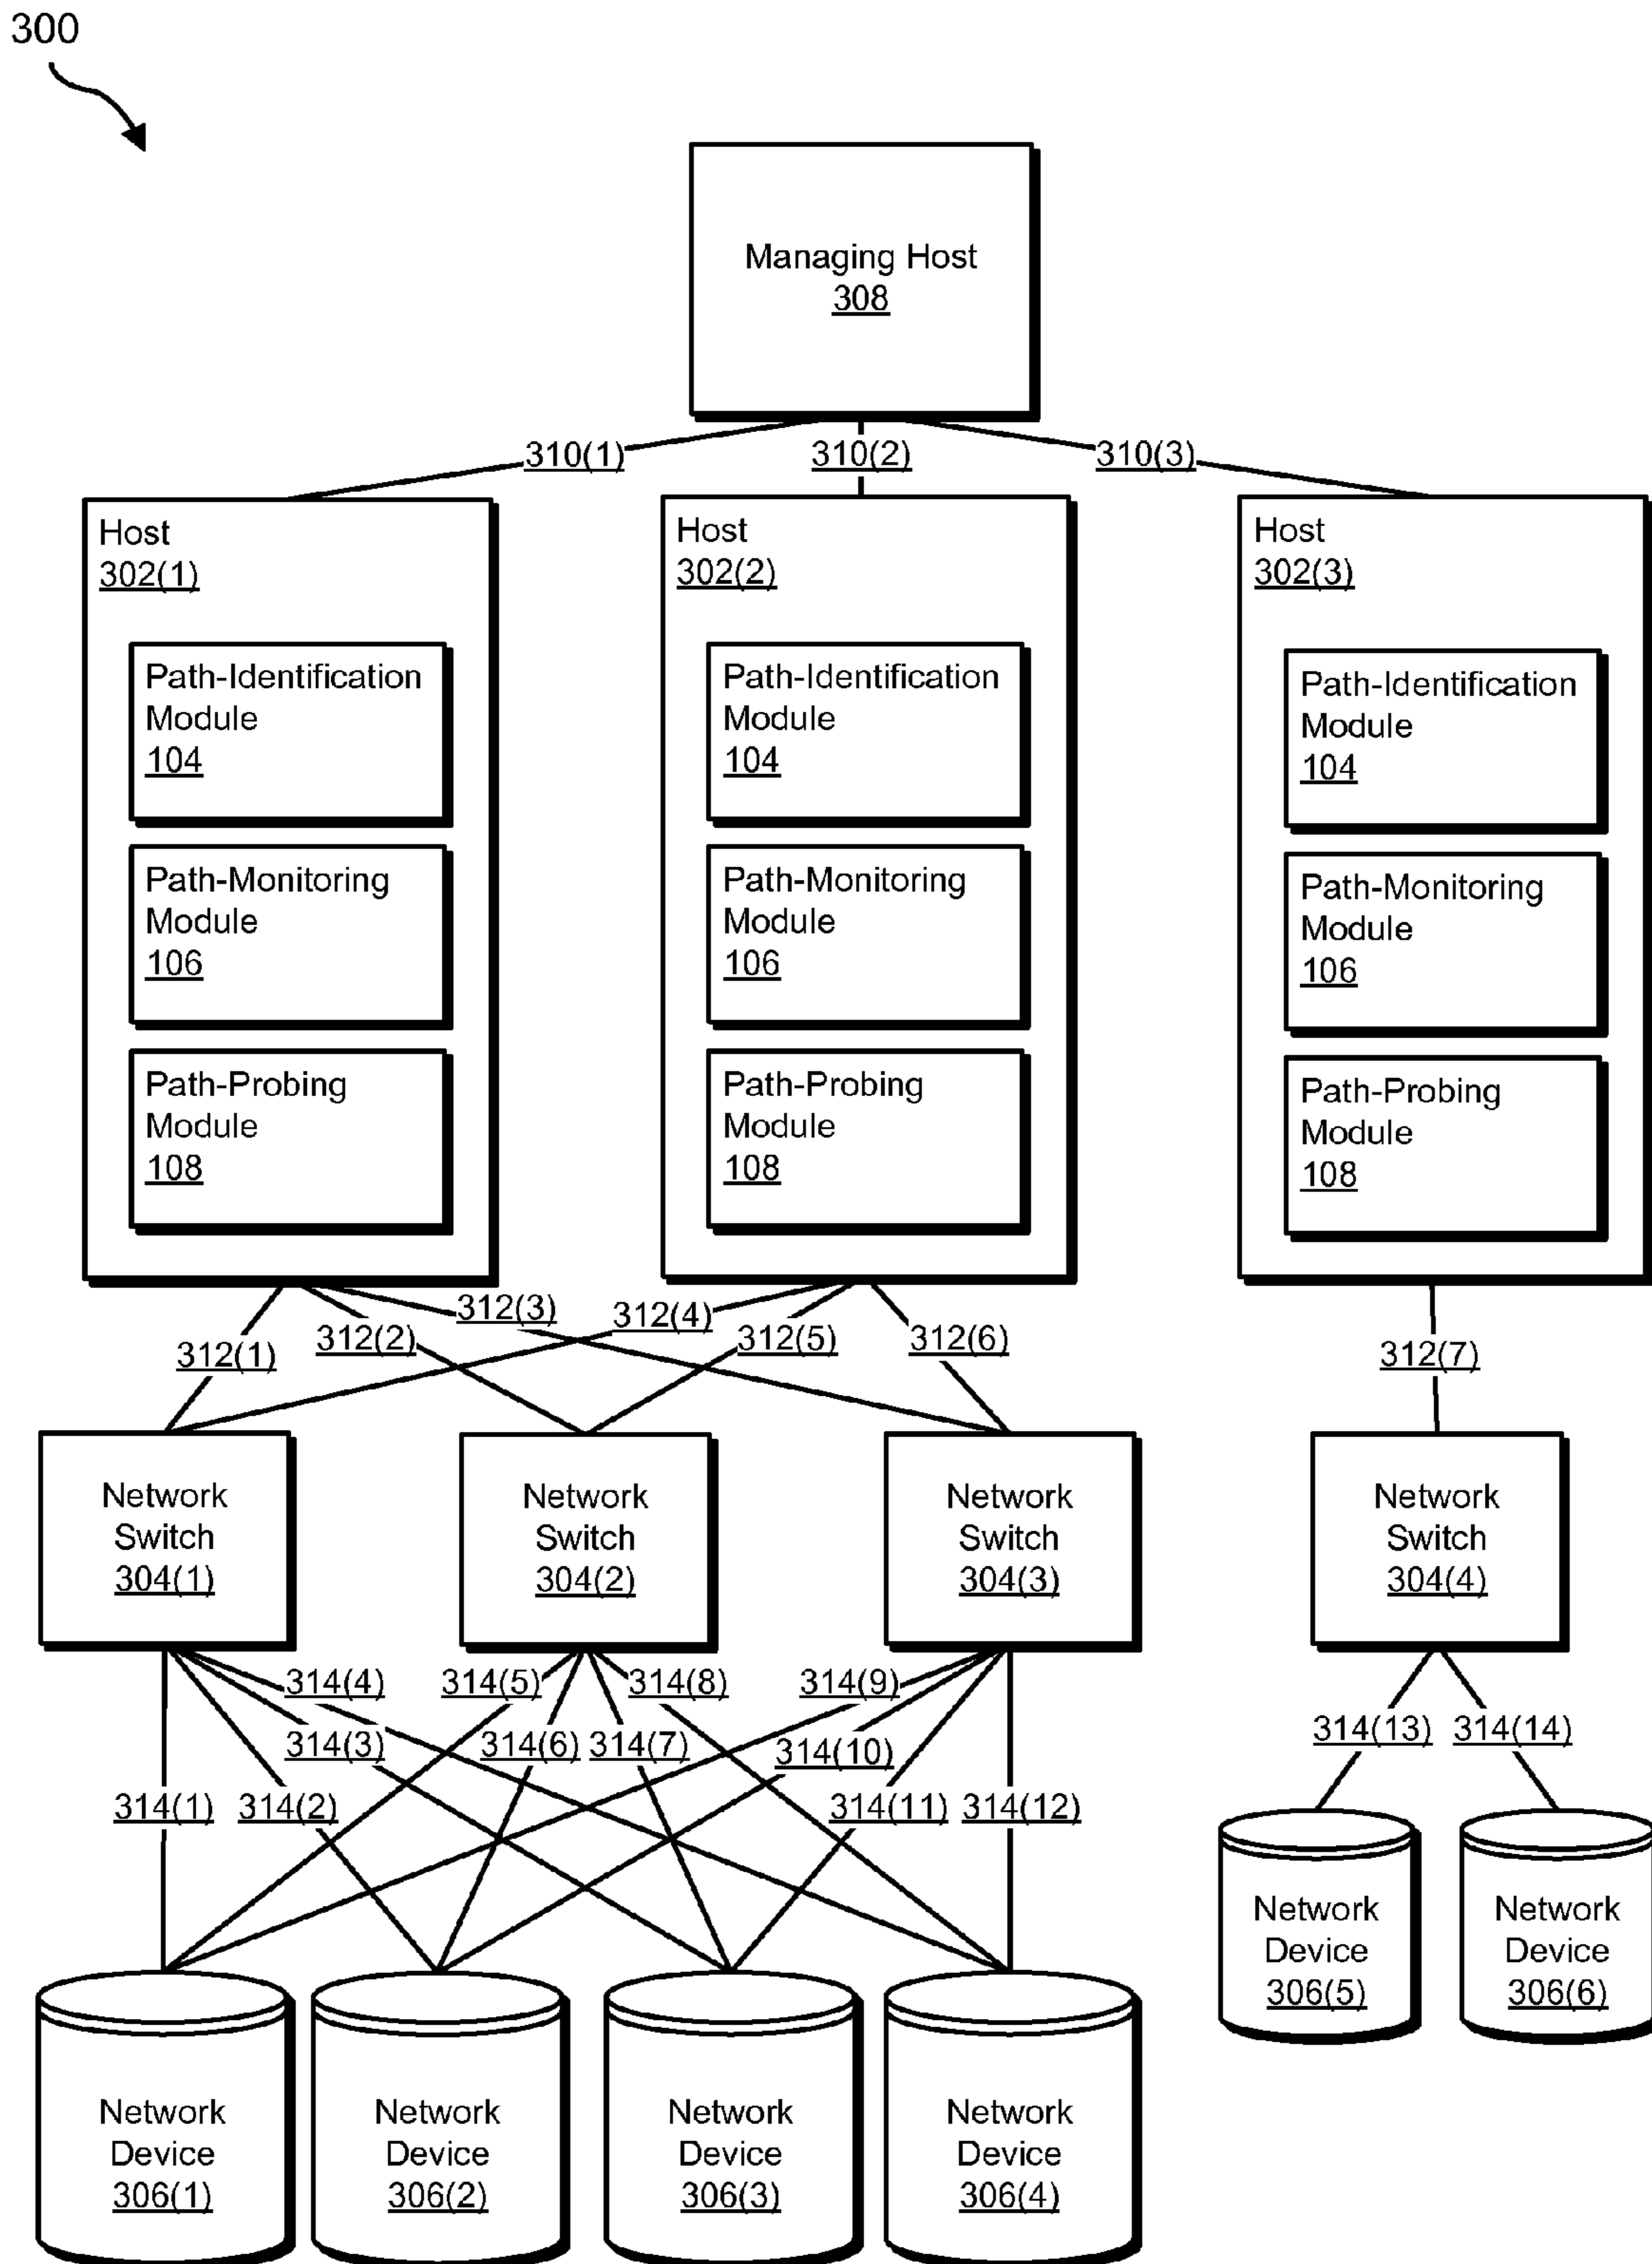 300
Managing Host
308
310(1)
310(2)
310(3)
Host
302(1)
Path-Identification
Module
104
Path-Monitoring
Module
106
Path-Probing
Module
108
Host
302(2)
Path-Identification
Module
104
Path-Monitoring
Module
106
Path-Probing
Module
108
Host
302(3)
Path-Identification
Module
104
Path-Monitoring
Module
106
Path-Probing
Module
108
312(1)
312(2)
312(3)
312(4)
312(5)
312(6)
312(7)
Network
Switch
304(1)
Network
Switch
304(2)
Network
Switch
304(3)
Network
Switch
304(4)
314(4)
314(5)
314(8)
314(9)
314(3)
314(6)
314(7)
314(10)
314(13)
314(14)
314(1)
314(2)
314(11)
314(12)
Network
Device
306(5)
Network
Device
306(6)
Network
Device
306(1)
Network
Device
306(2)
Network
Device
306(3)
Network
Device
306(4)